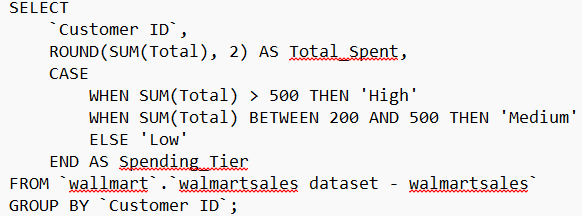 SELECT
    `Customer ID`,
    ROUND(SUM(Total), 2) AS Total_Spent,
    CASE
        WHEN SUM(Total) > 500 THEN 'High'
        WHEN SUM(Total) BETWEEN 200 AND 500 THEN 'Medium'
        ELSE 'Low'
    END AS Spending_Tier
FROM `wallmart`.`walmartsales dataset - walmartsales`
GROUP BY `Customer ID`;